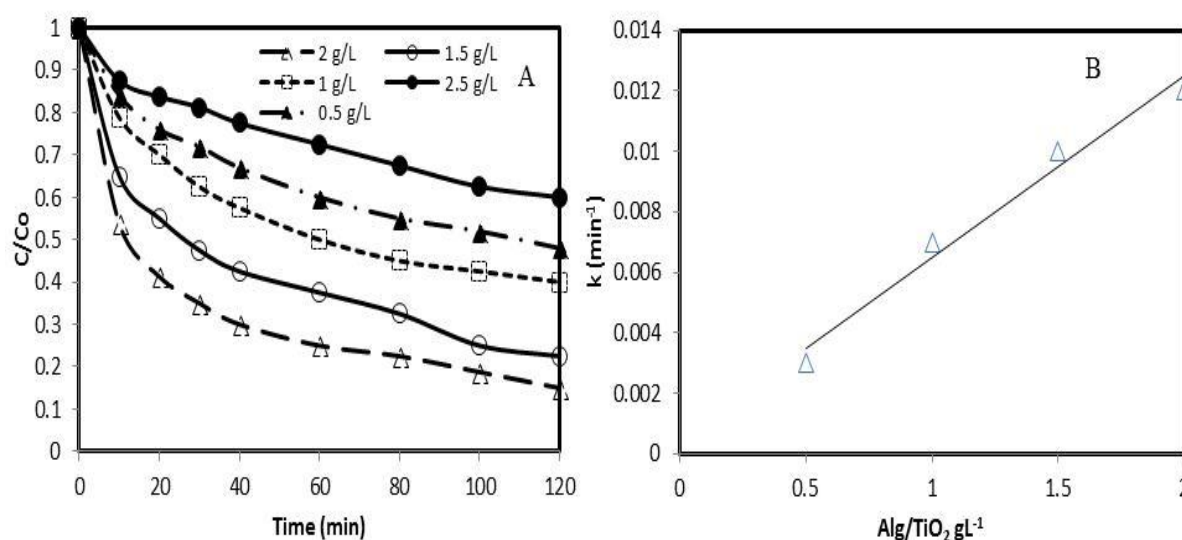 1
0.9
0.8
0.7
0.6
0.5
0.4
0.3
0.2
0.1
0
C/Co
2 g/L
1.5 g/L
1 g/L
2.5 g/L
0.5 g/L
A
0 20 40 60 80 100 120
Time (min)
0.014
0.012
0.01
0.008
0.006
0.004
0.002
0
k (min⁻¹)
B
0 0.5 1 1.5 2
Alg/TiO₂ gL⁻¹